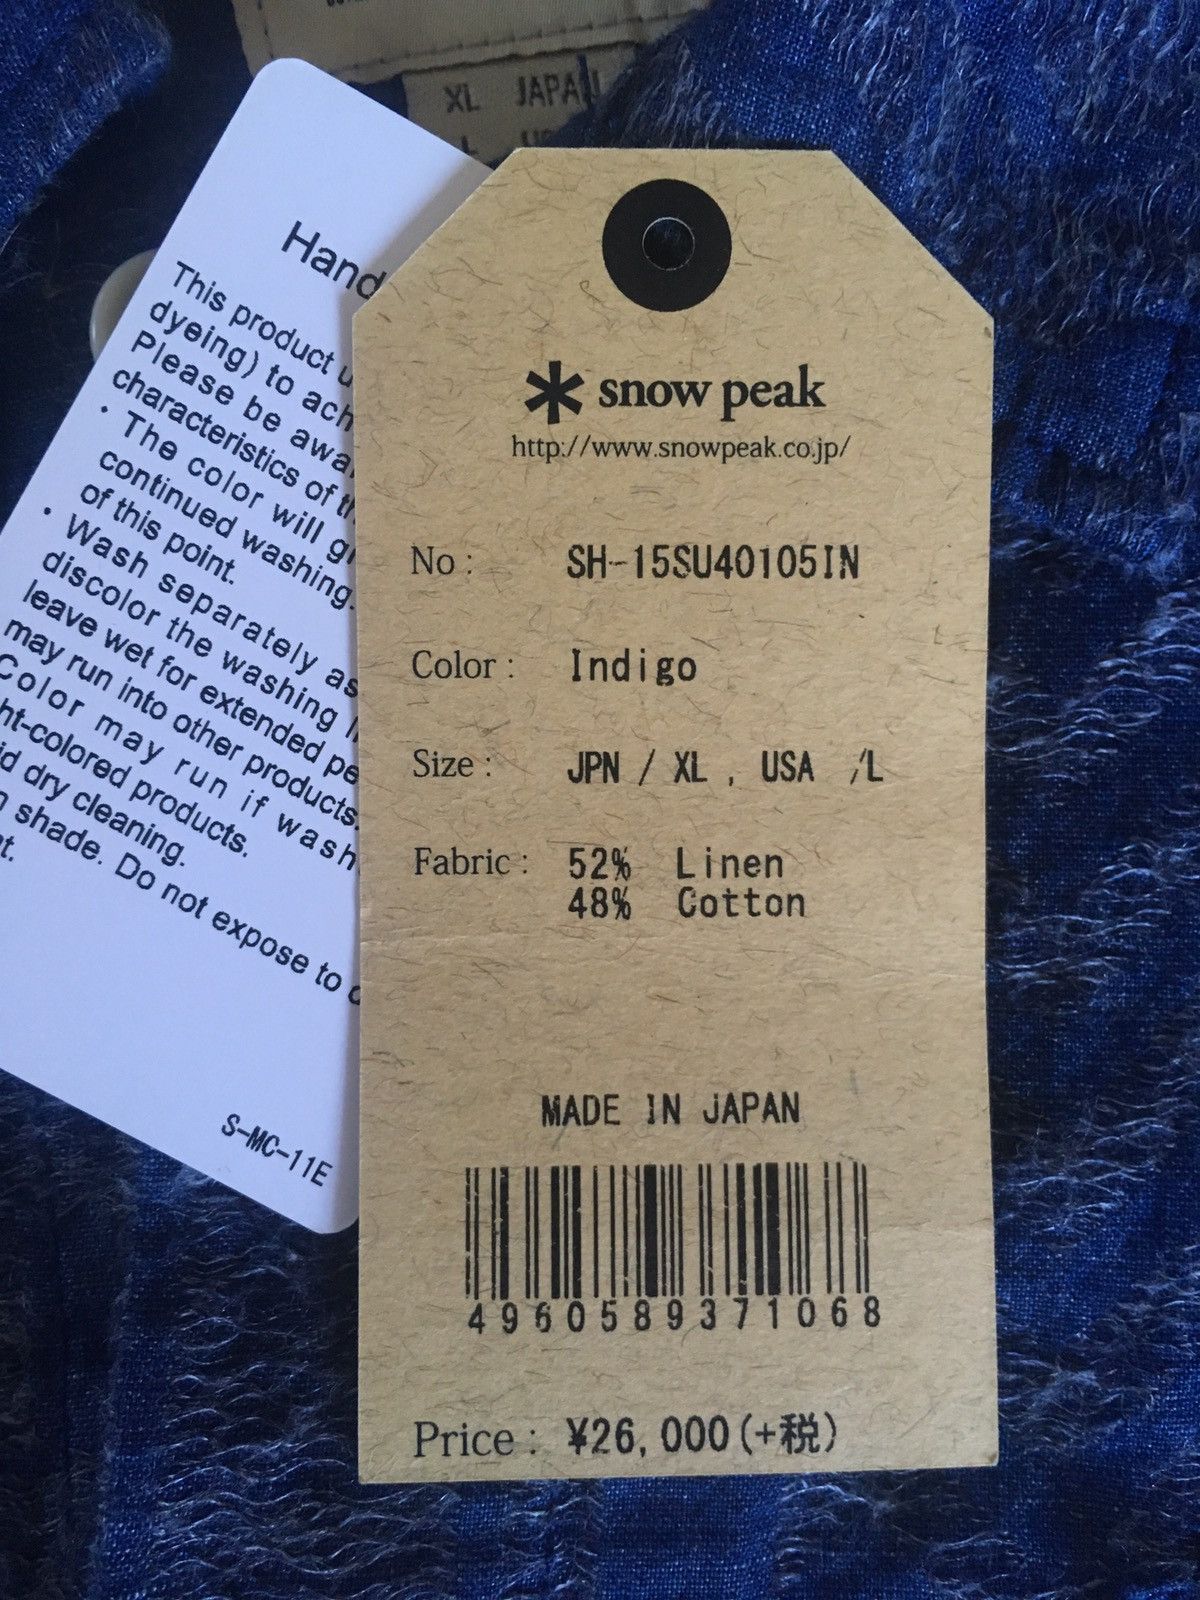 XL JAPAN
L
Hand
This product u
dyeing) to ach
Please be awa
characteristics of th
・The color will gr
continued washing.
of this point.
・Wash separately as
discolor the washing
leave wet for extended pe
may run into other products.
Color may run if wash
ht-colored products.
id dry cleaning.
n shade. Do not expose to d
nt.
S-MC-11E
snow peak
http://www.snowpeak.co.jp/
No : SH-15SU40105IN
Color : Indigo
Size : JPN / XL , USA /L
Fabric : 52% Linen
48% Cotton
MADE IN JAPAN
4960589371068
Price : ¥26,000(+税)